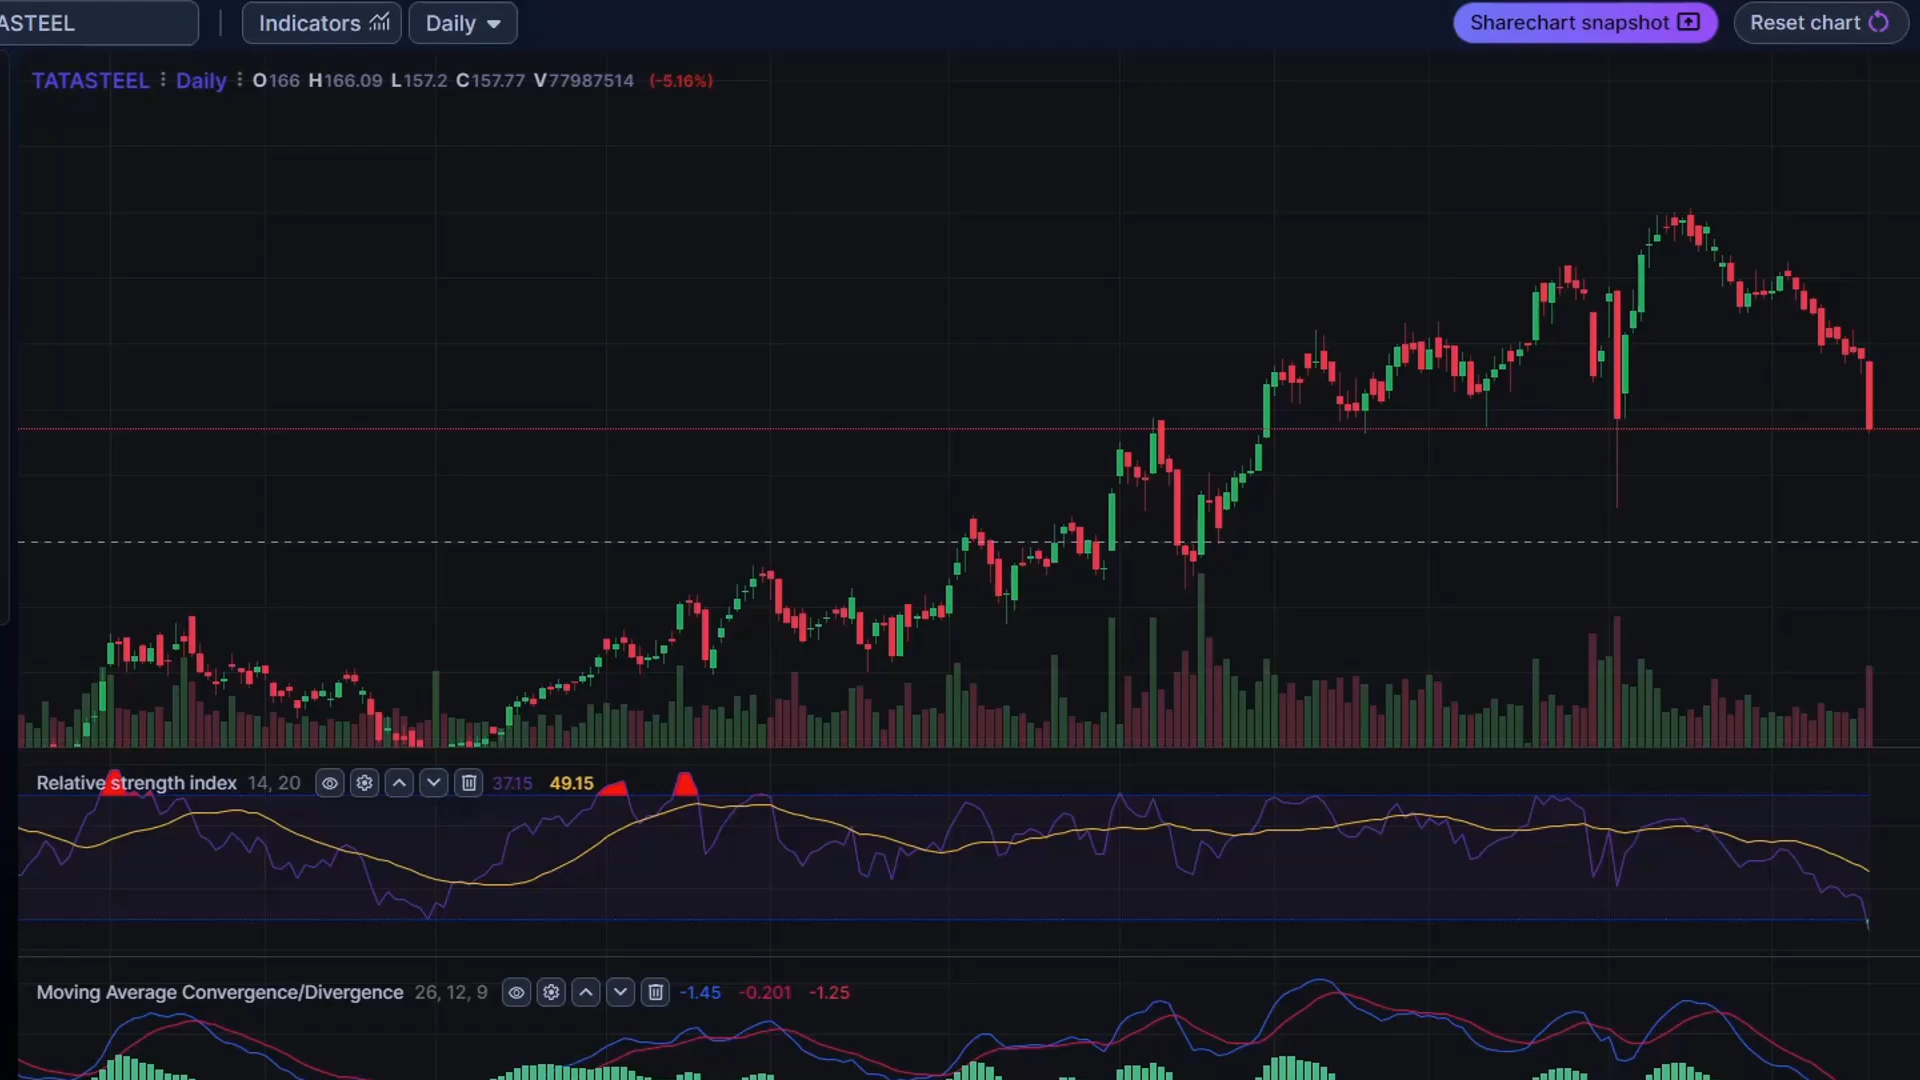 ASTEEL
Indicators
Daily
Sharechart snapshot
Reset chart
TATASTEEL Daily O166 H166.09 L157.2 C157.77 V77987514 (-5.16%)
Relative strength index 14, 20 37.15 49.15
Moving Average Convergence/Divergence 26, 12, 9 -1.45 -0.201 -1.25